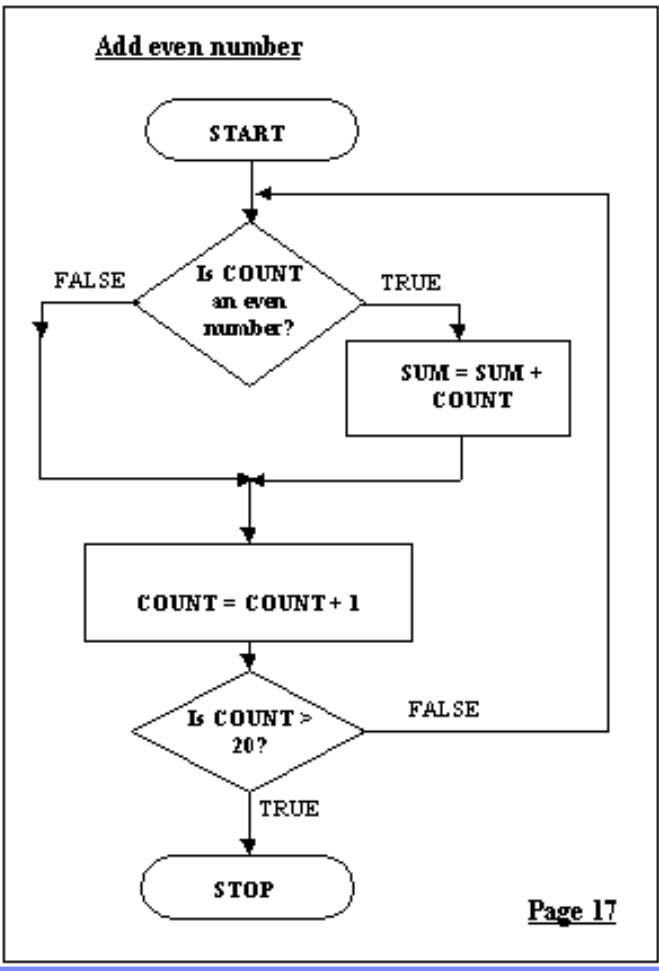 Add even number
START
FALSE
TRUE
Is COUNT
an even
number?
SUM = SUM +
COUNT
COUNT = COUNT + 1
Is COUNT >
20?
FALSE
TRUE
STOP
Page 17